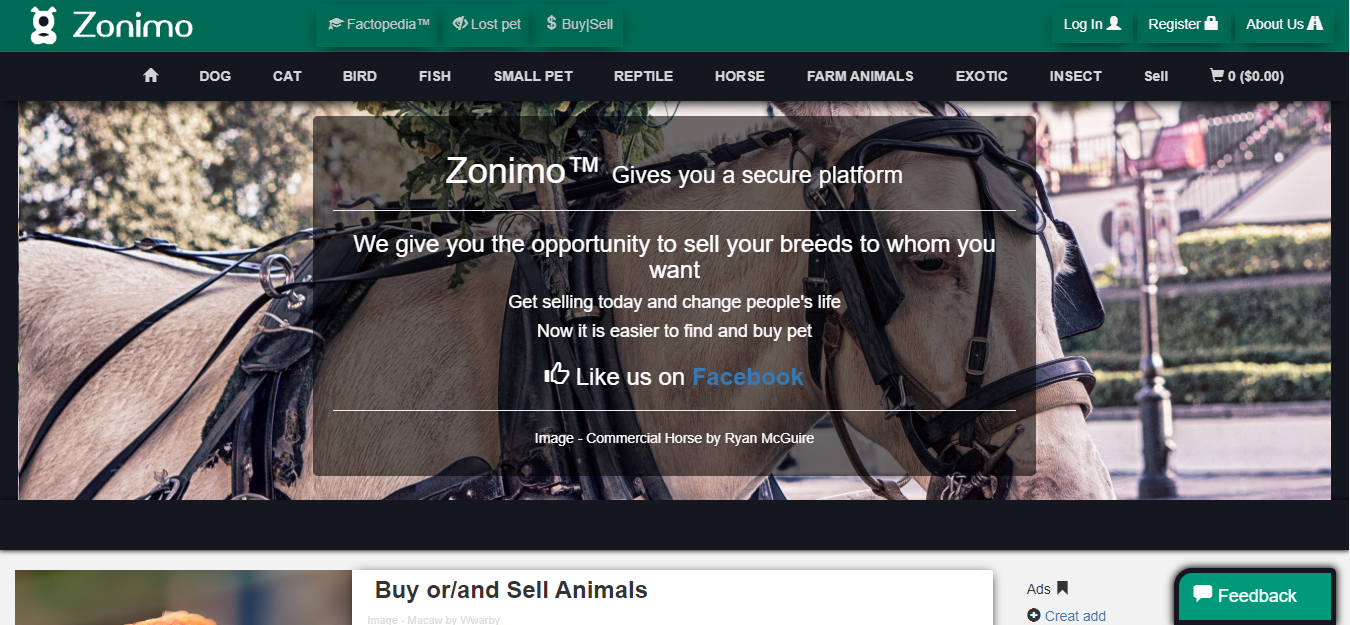 Zonimo
Factopedia™ Lost pet Buy|Sell
Log In Register About Us
DOG CAT BIRD FISH SMALL PET REPTILE HORSE FARM ANIMALS EXOTIC INSECT Sell 0 ($0.00)
Zonimo™ Gives you a secure platform
We give you the opportunity to sell your breeds to whom you
want
Get selling today and change people's life
Now it is easier to find and buy pet
Like us on Facebook
Image - Commercial Horse by Ryan McGuire
Buy or/and Sell Animals
Image - Macaw by Wwarby
Ads
Creat add
Feedback